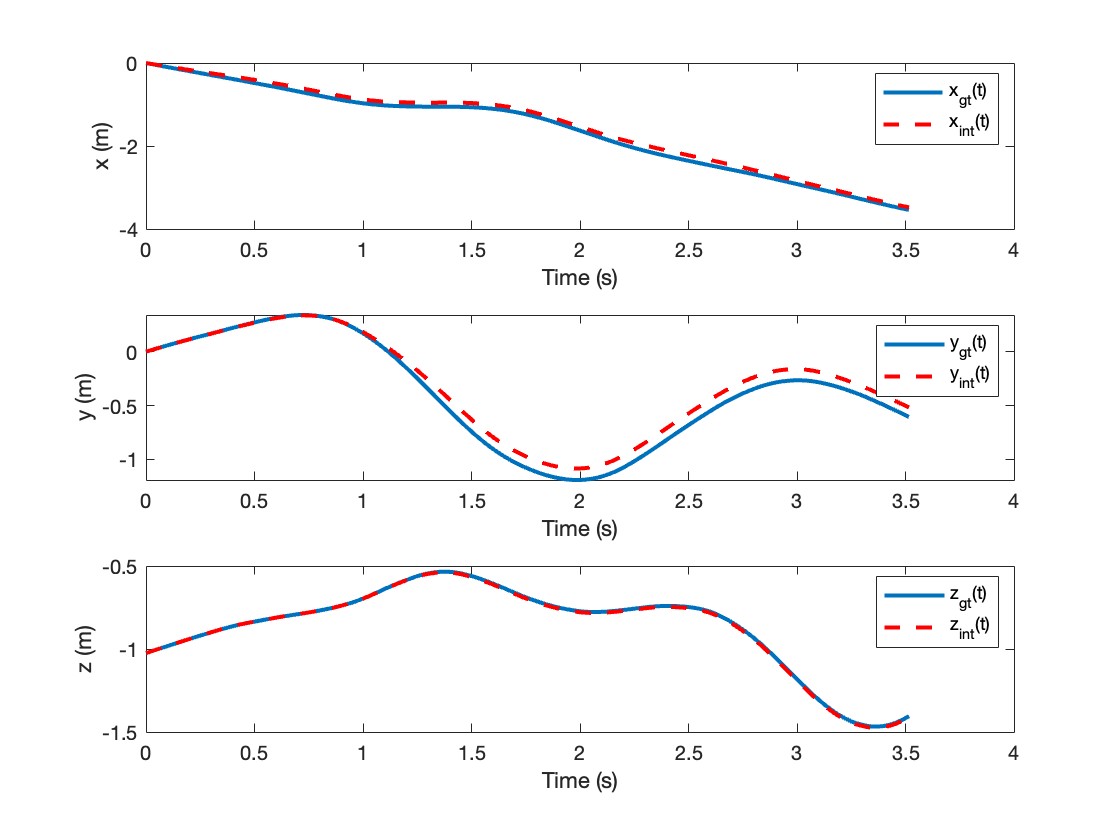 0
-2
-4
x (m)
0 0.5 1 1.5 2 2.5 3 3.5 4
Time (s)
x_gt(t)
x_int(t)
0
-0.5
-1
y (m)
0 0.5 1 1.5 2 2.5 3 3.5 4
Time (s)
y_gt(t)
y_int(t)
-0.5
-1
-1.5
z (m)
0 0.5 1 1.5 2 2.5 3 3.5 4
Time (s)
z_gt(t)
z_int(t)